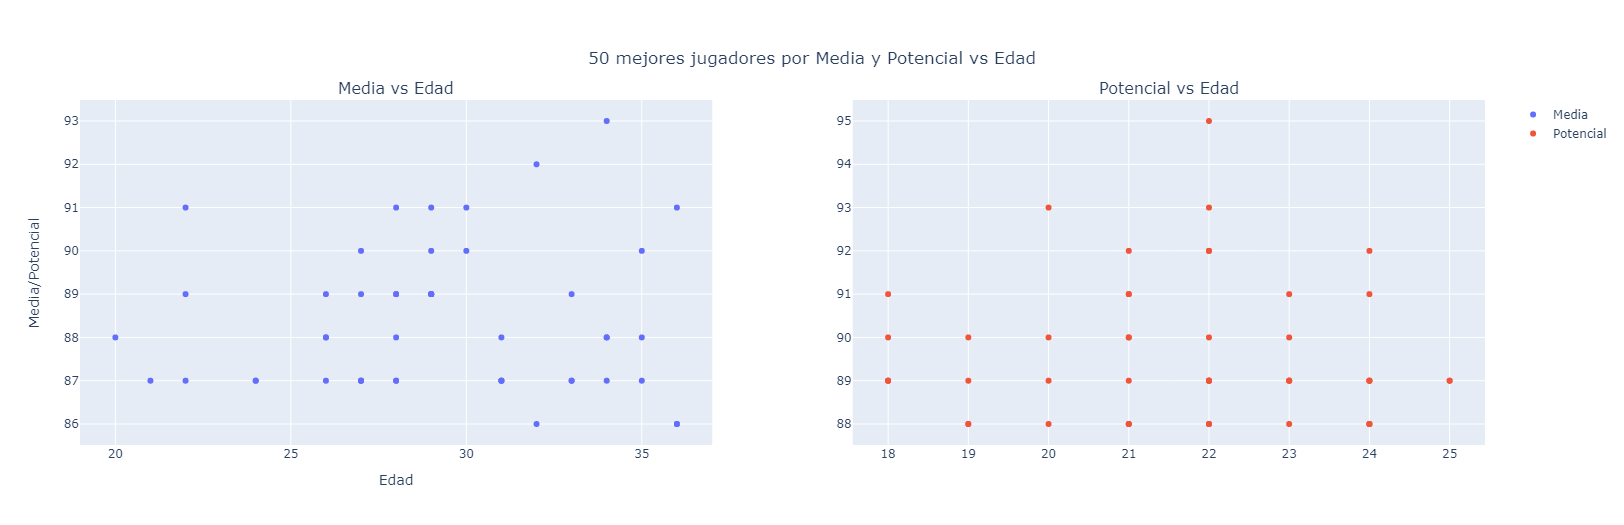 50 mejores jugadores por Media y Potencial vs Edad
Media vs Edad
93
92
91
90
89
88
87
86
20 25 30 35
Media/Potencial
Edad
Potencial vs Edad
95
94
93
92
91
90
89
88
18 19 20 21 22 23 24 25
Media
Potencial